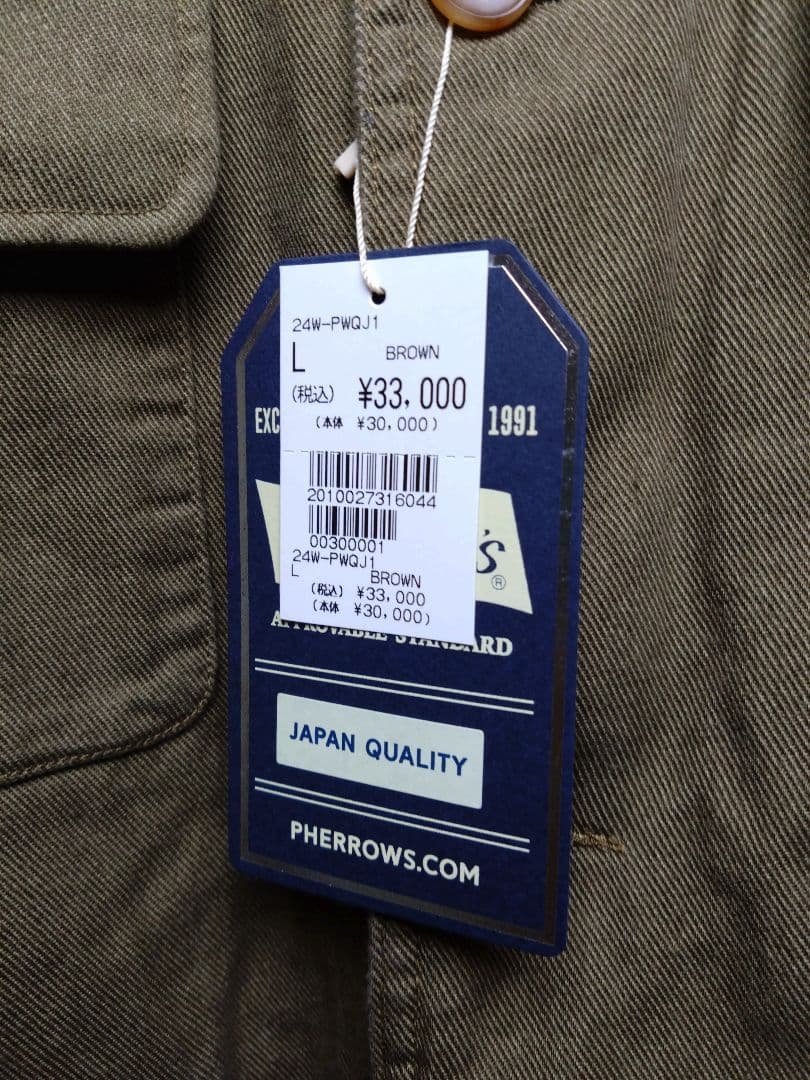 24W-PWQJ1
L BROWN
(税込) ¥33,000
(本体 ¥30,000)
EXC 1991
2010027316044
00300001
24W-PWQJ1
L BROWN
(税込) ¥33,000
(本体 ¥30,000)
'S ®
APPROVABLE STANDARD
JAPAN QUALITY
PHERROWS.COM